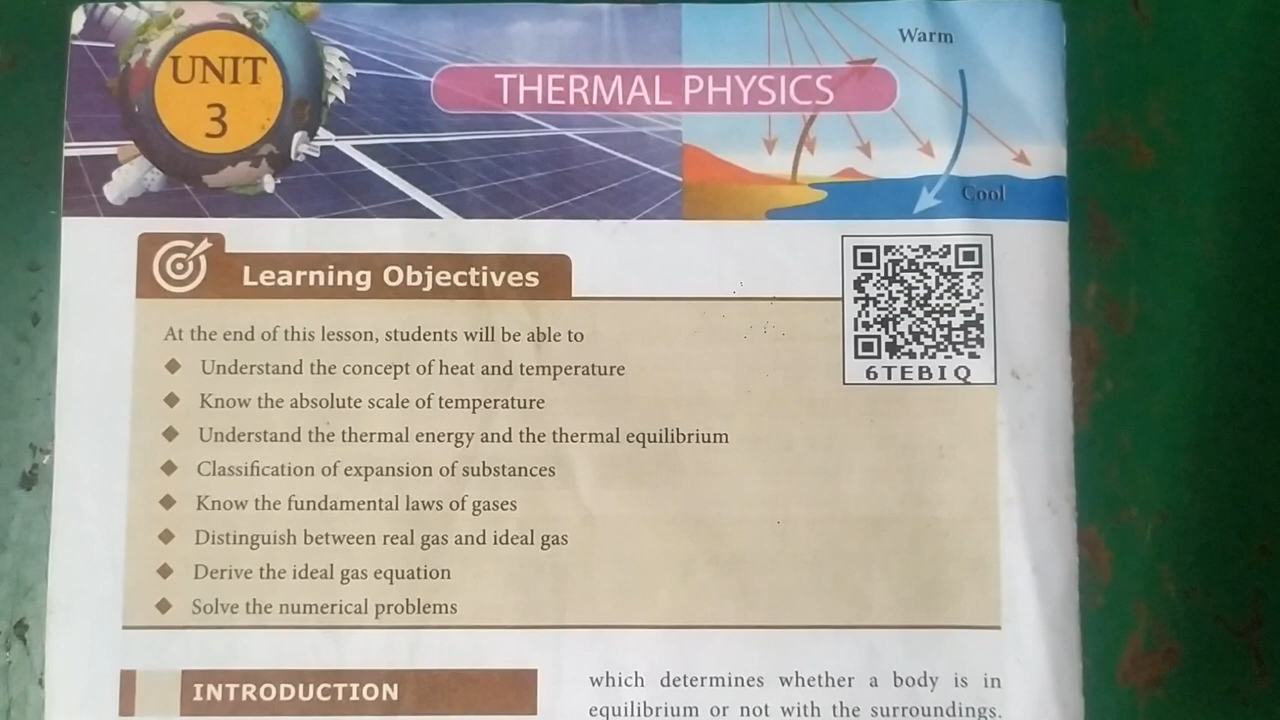 UNIT
3
THERMAL PHYSICS
Warm
Cool
Learning Objectives
6TEBIQ
At the end of this lesson, students will be able to
◆ Understand the concept of heat and temperature
◆ Know the absolute scale of temperature
◆ Understand the thermal energy and the thermal equilibrium
◆ Classification of expansion of substances
◆ Know the fundamental laws of gases
◆ Distinguish between real gas and ideal gas
◆ Derive the ideal gas equation
◆ Solve the numerical problems
INTRODUCTION
which determines whether a body is in
equilibrium or not with the surroundings.